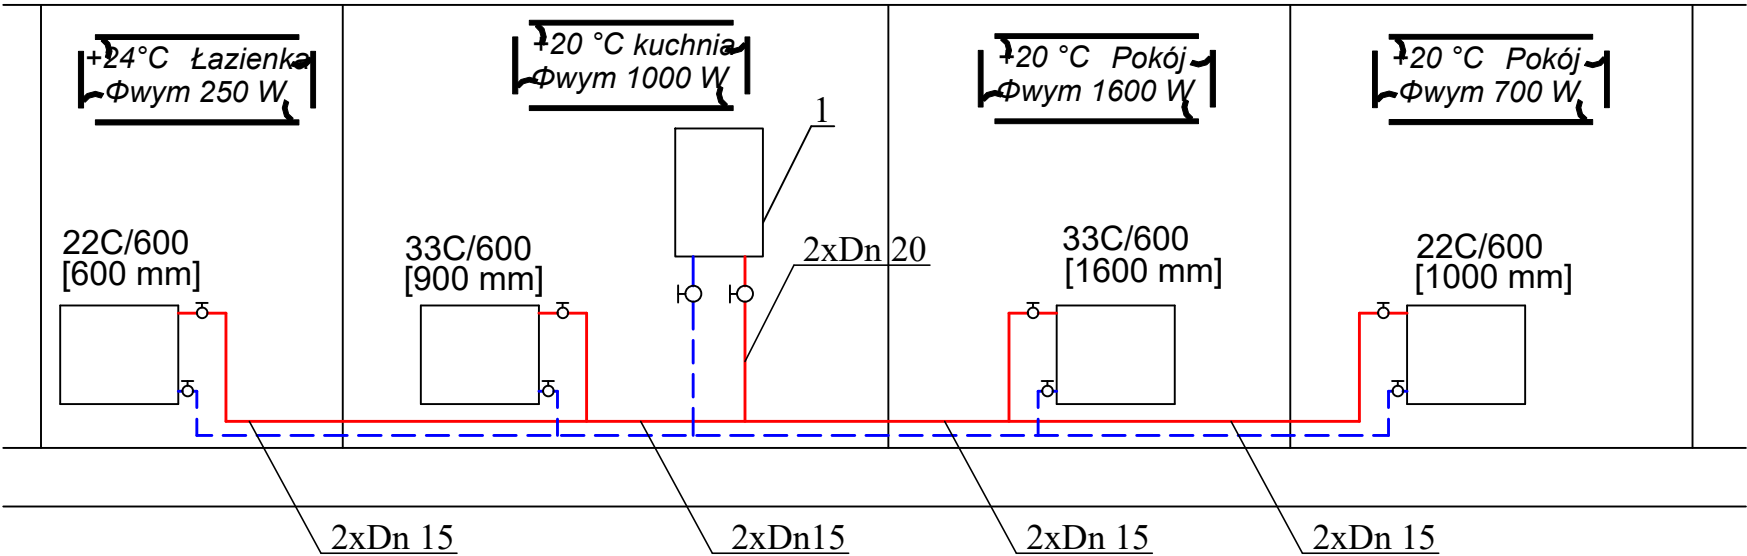 +24°C Łazienka
Φwym 250 W
+20 °C kuchnia
Φwym 1000 W
+20 °C Pokój
Φwym 1600 W
+20 °C Pokój
Φwym 700 W
1
22C/600
[600 mm]
33C/600
[900 mm]
2xDn 20
33C/600
[1600 mm]
22C/600
[1000 mm]
2xDn 15
2xDn15
2xDn 15
2xDn 15